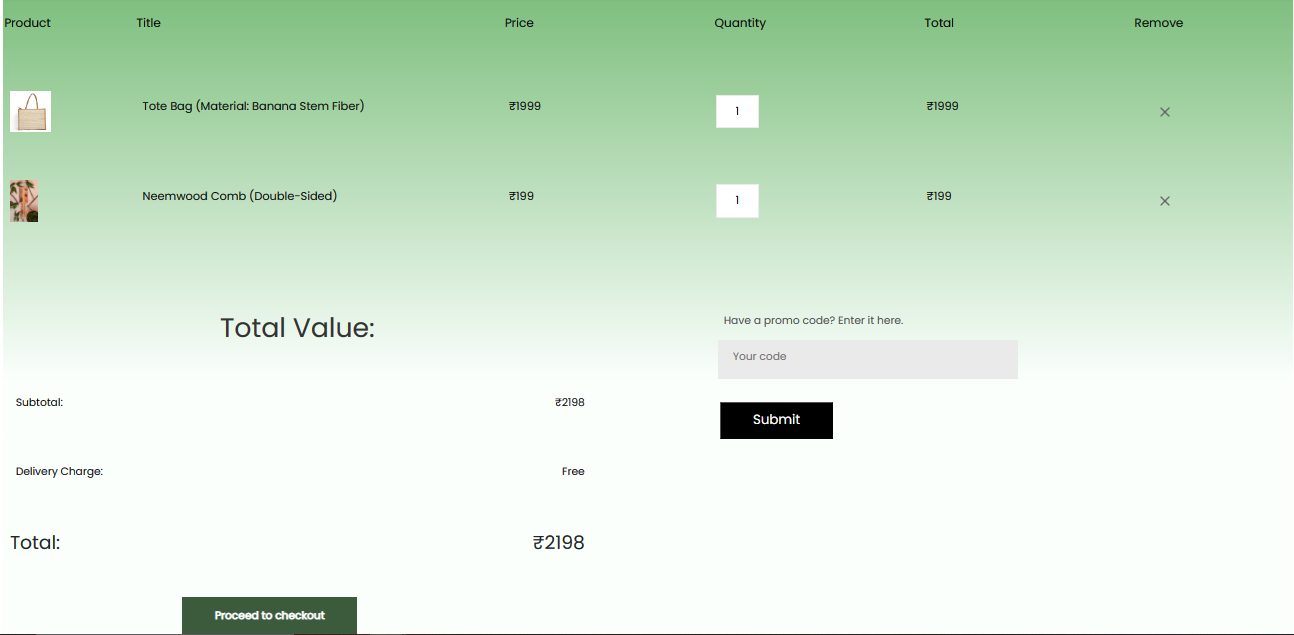 Product Title Price Quantity Total Remove
Tote Bag (Material: Banana Stem Fiber) ₹1999 1 ₹1999 ×
Neemwood Comb (Double-Sided) ₹199 1 ₹199 ×
Total Value:
Subtotal: ₹2198
Delivery Charge: Free
Total: ₹2198
Proceed to checkout
Have a promo code? Enter it here.
Your code
Submit